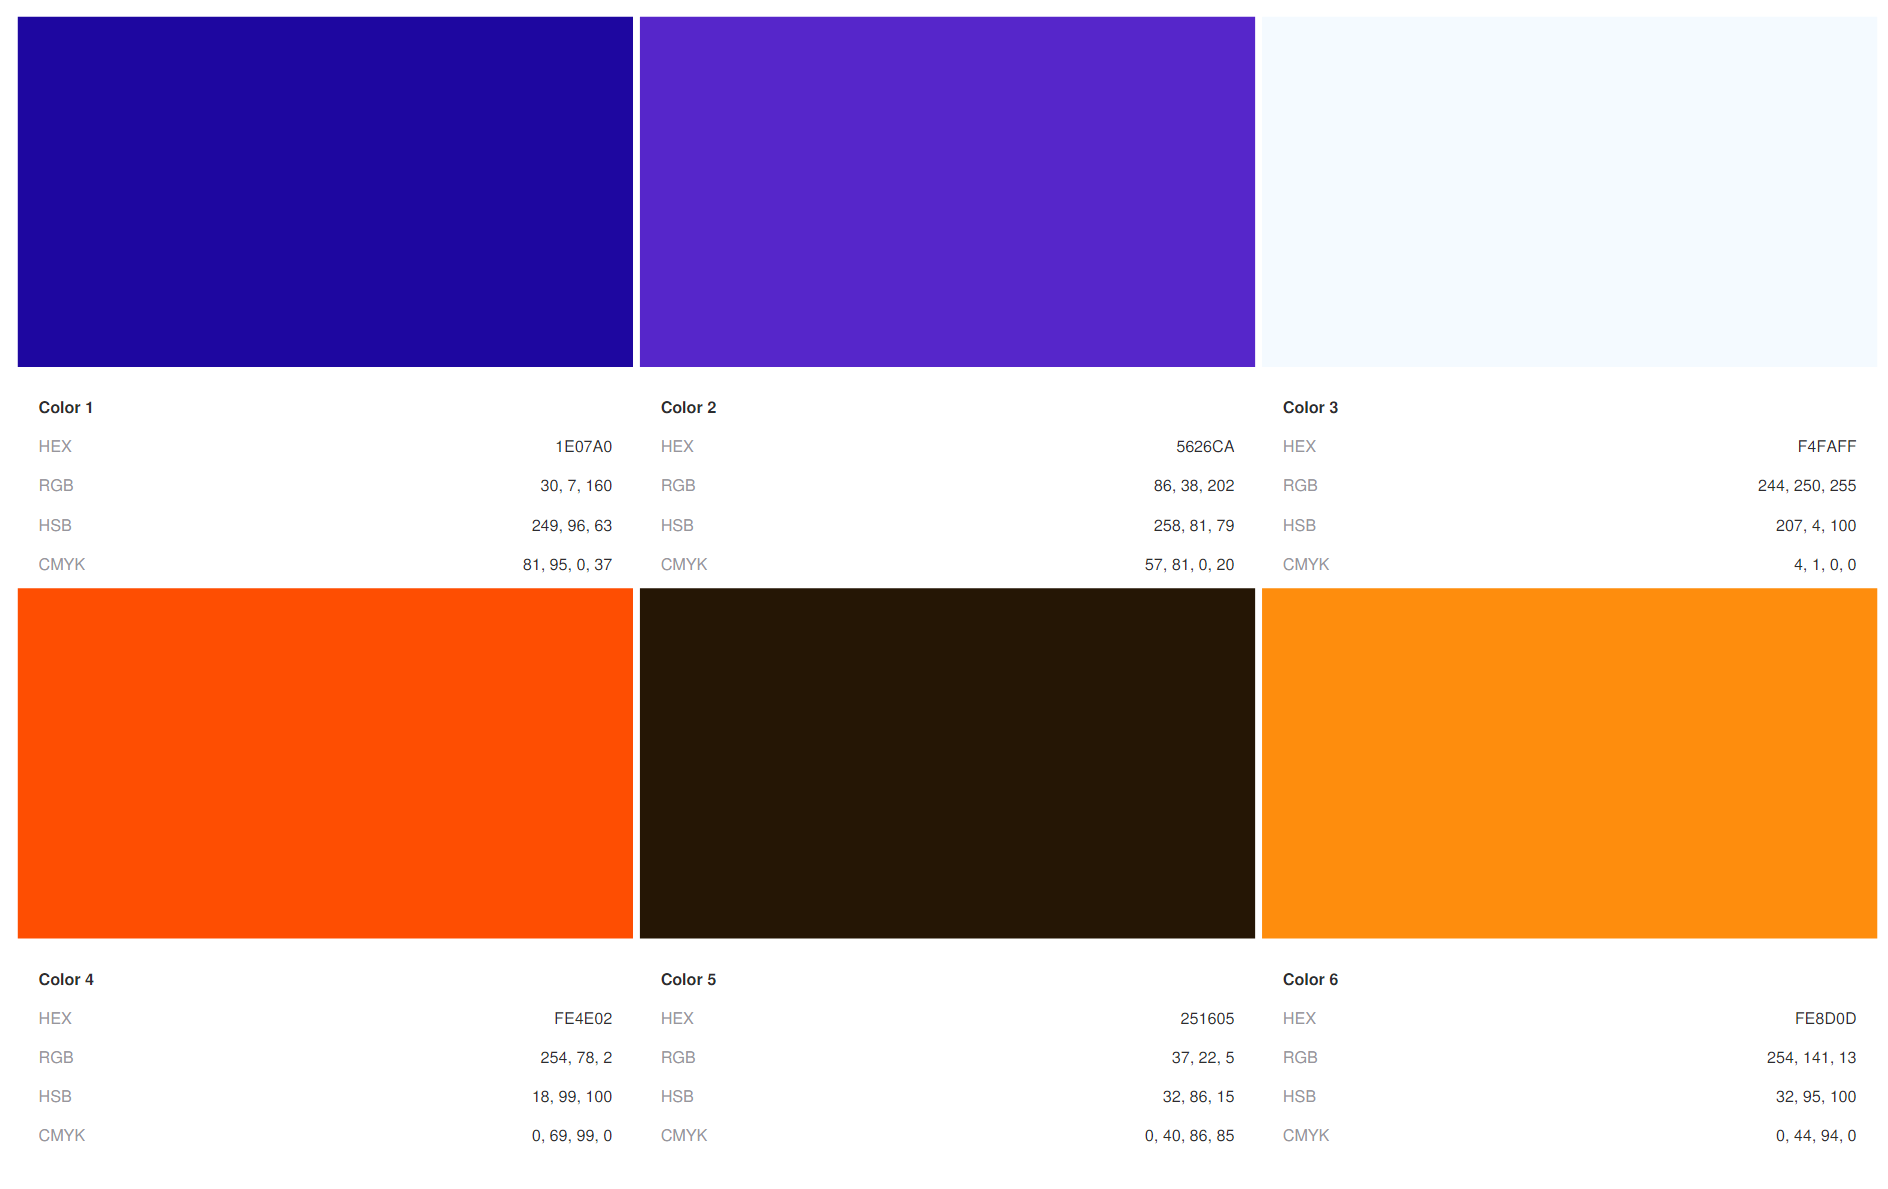 Color 1
HEX 1E07A0
RGB 30, 7, 160
HSB 249, 96, 63
CMYK 81, 95, 0, 37
Color 2
HEX 5626CA
RGB 86, 38, 202
HSB 258, 81, 79
CMYK 57, 81, 0, 20
Color 3
HEX F4FAFF
RGB 244, 250, 255
HSB 207, 4, 100
CMYK 4, 1, 0, 0
Color 4
HEX FE4E02
RGB 254, 78, 2
HSB 18, 99, 100
CMYK 0, 69, 99, 0
Color 5
HEX 251605
RGB 37, 22, 5
HSB 32, 86, 15
CMYK 0, 40, 86, 85
Color 6
HEX FE8D0D
RGB 254, 141, 13
HSB 32, 95, 100
CMYK 0, 44, 94, 0